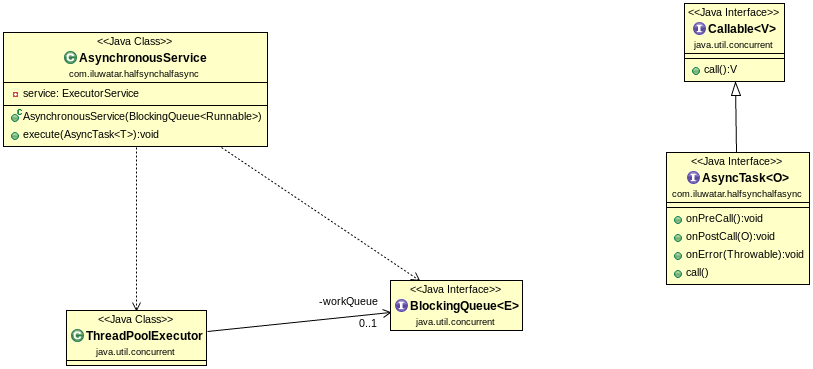 <<Java Class>>
AsynchronousService
com.iluwatar.halfsynchalfasync
service: ExecutorService
AsynchronousService(BlockingQueue<Runnable>)
execute(AsyncTask<T>):void
<<Java Interface>>
Callable<V>
java.util.concurrent
call():V
<<Java Interface>>
AsyncTask<O>
com.iluwatar.halfsynchalfasync
onPreCall():void
onPostCall(O):void
onError(Throwable):void
call()
<<Java Interface>>
BlockingQueue<E>
java.util.concurrent
-workQueue
0..1
<<Java Class>>
ThreadPoolExecutor
java.util.concurrent